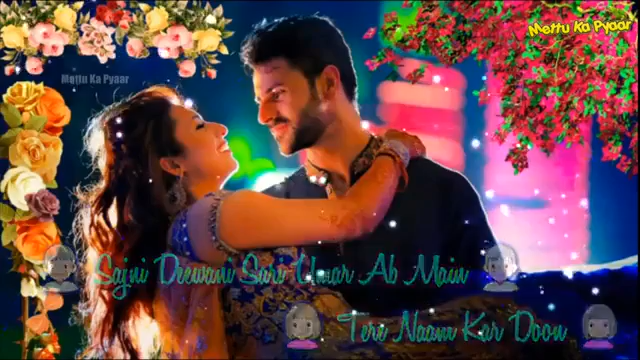 Mettu Ka Pyaar
Mettu Ka Pyaar
Sajni Deewani Sari Umar Ab Main
Tere Naam Kar Doon